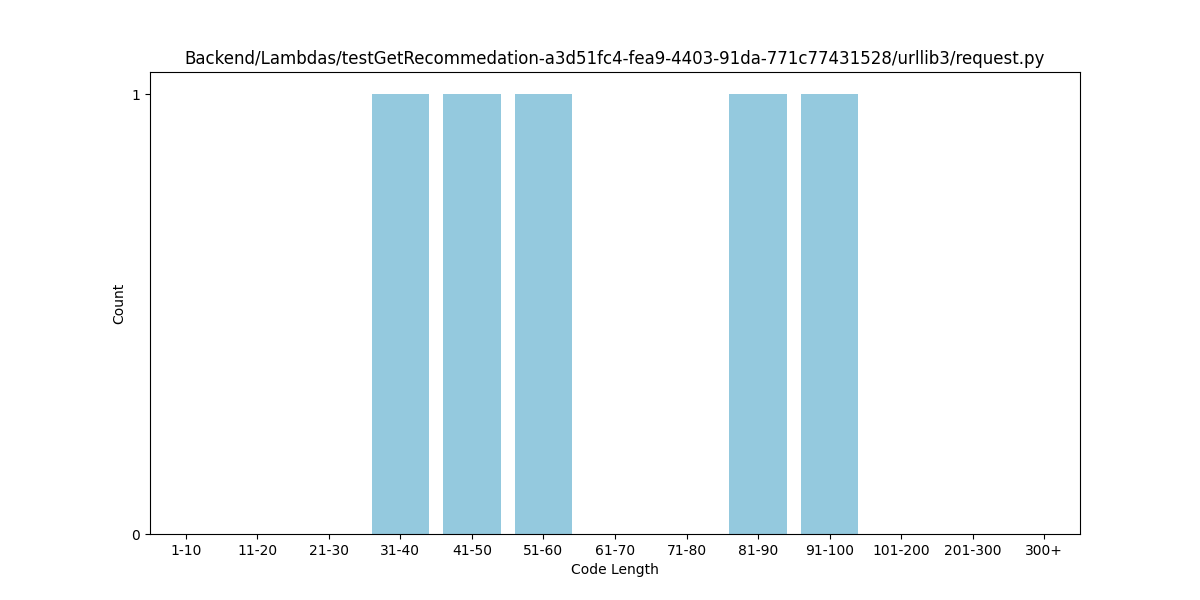 Backend/Lambdas/testGetRecommedation-a3d51fc4-fea9-4403-91da-771c77431528/urllib3/request.py
1
Count
0
1-10 11-20 21-30 31-40 41-50 51-60 61-70 71-80 81-90 91-100 101-200 201-300 300+
Code Length